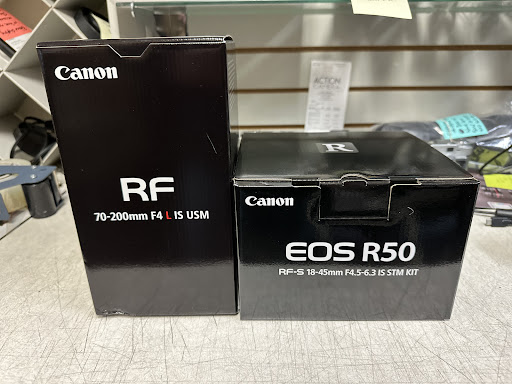 Canon
RF
70-200mm F4 L IS USM
R
Canon
EOS R50
RF-S 18-45mm F4.5-6.3 IS STM KIT
ACTION